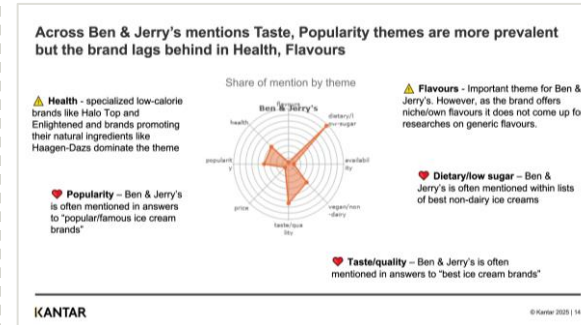 Across Ben & Jerry's mentions Taste, Popularity themes are more prevalent
but the brand lags behind in Health, Flavours
Share of mention by theme
Health - specialized low-calorie
brands like Halo Top and
Enlightened and brands promoting
their natural ingredients like
Haagen-Dazs dominate the theme
Popularity – Ben & Jerry's
is often mentioned in answers
to "popular/famous ice cream
brands"
Ben & Jerry's
flavours
dietary/l
ow-sugar
availabil
ity
vegan/non
-dairy
taste/qua
lity
price
popularit
y
health
Flavours - Important theme for Ben &
Jerry's. However, as the brand offers
niche/own flavours it does not come up fo
researches on generic flavours.
Dietary/low sugar – Ben &
Jerry's is often mentioned within lists
of best non-dairy ice creams
Taste/quality – Ben & Jerry's is often
mentioned in answers to "best ice cream brands"
KANTAR
© Kantar 2025 | 14